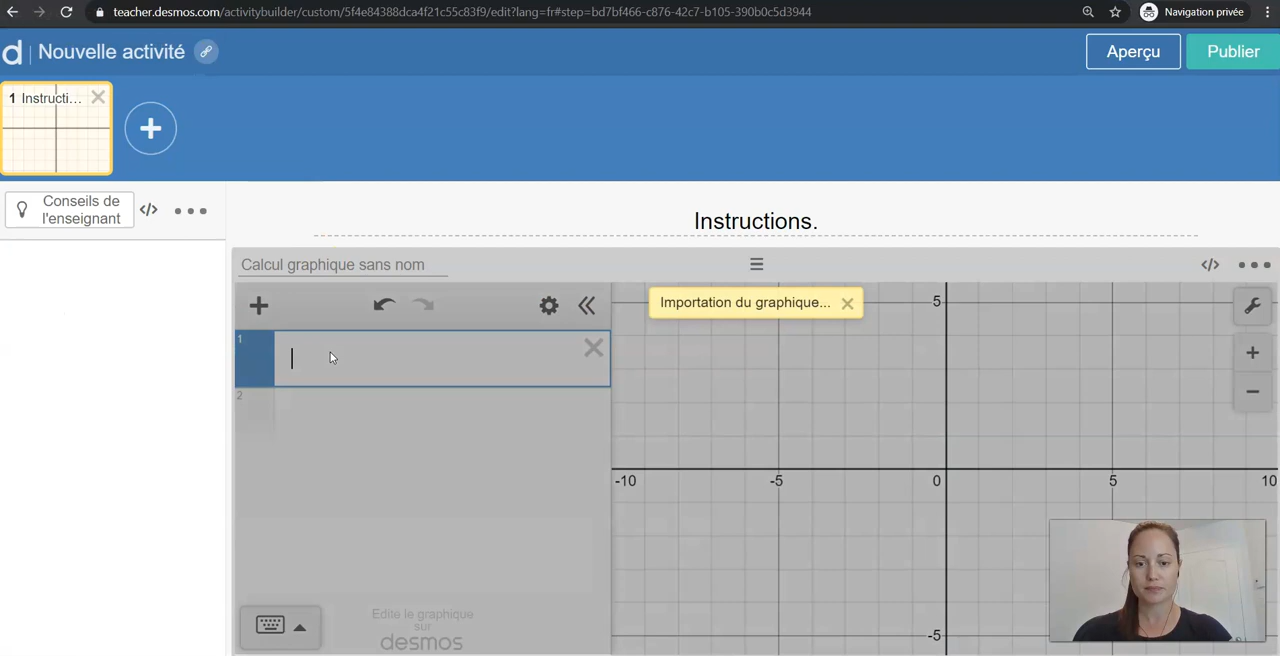 teacher.desmos.com/activitybuilder/custom/5f4e84388dca4f21c55c83f9/edit?lang=fr#step=bd7bf466-c876-42c7-b105-390b0c5d3944
Navigation privée
d | Nouvelle activité
Aperçu
Publier
1 Instructi...
Conseils de
l'enseignant
Instructions.
Calcul graphique sans nom
Importation du graphique...
1
2
5
-10
-5
0
5
10
-5
Edite le graphique
sur
desmos